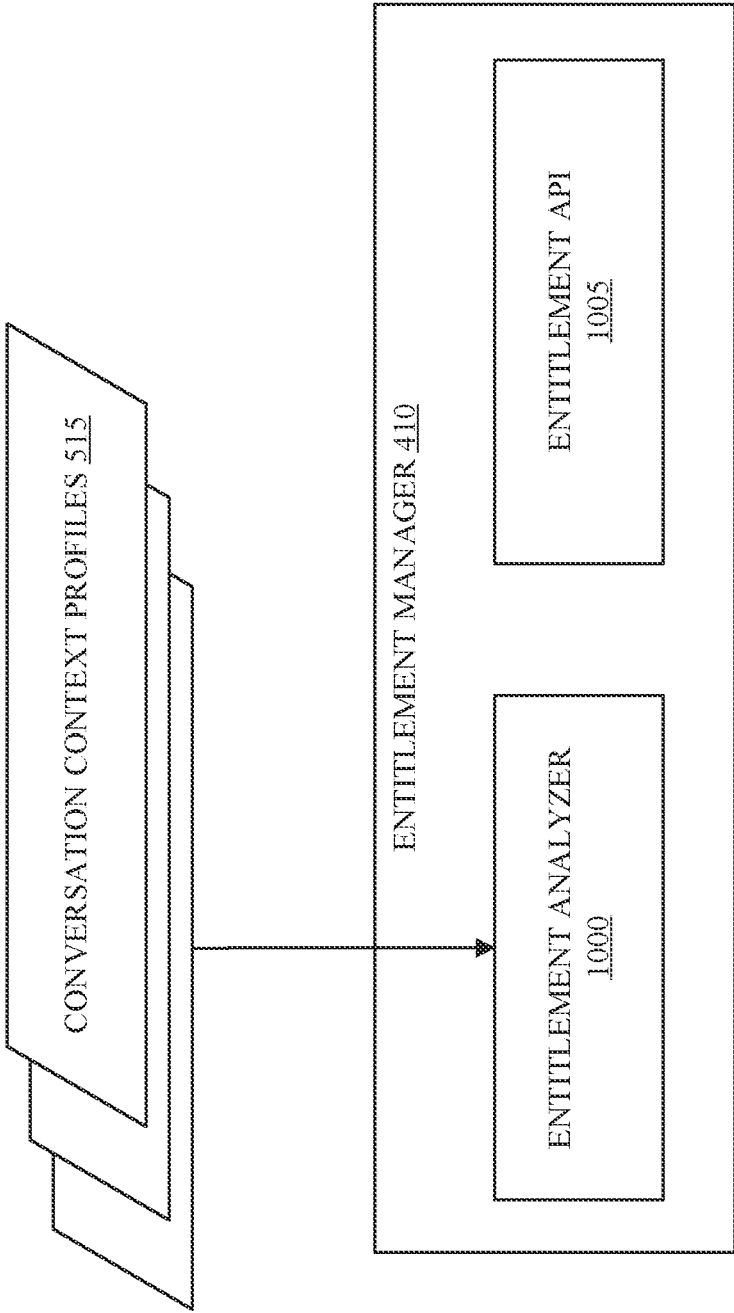 CONVERSATION CONTEXT PROFILES 515
ENTITLEMENT MANAGER 410
ENTITLEMENT ANALYZER
1000
ENTITLEMENT API
1005